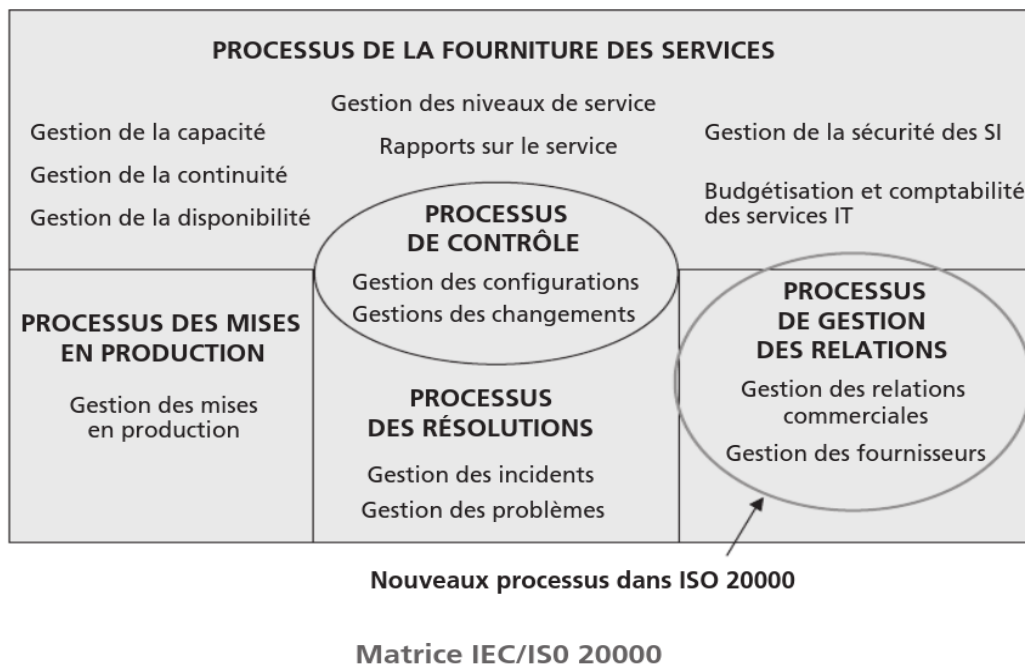 PROCESSUS DE LA FOURNITURE DES SERVICES
Gestion de la capacité
Gestion de la continuité
Gestion de la disponibilité
Gestion des niveaux de service
Rapports sur le service
Gestion de la sécurité des SI
Budgétisation et comptabilité
des services IT
PROCESSUS
DE CONTRÔLE
Gestion des configurations
Gestions des changements
PROCESSUS DES MISES
EN PRODUCTION
Gestion des mises
en production
PROCESSUS
DES RÉSOLUTIONS
Gestion des incidents
Gestion des problèmes
PROCESSUS
DE GESTION
DES RELATIONS
Gestion des relations
commerciales
Gestion des fournisseurs
Nouveaux processus dans ISO 20000
Matrice IEC/IS0 20000